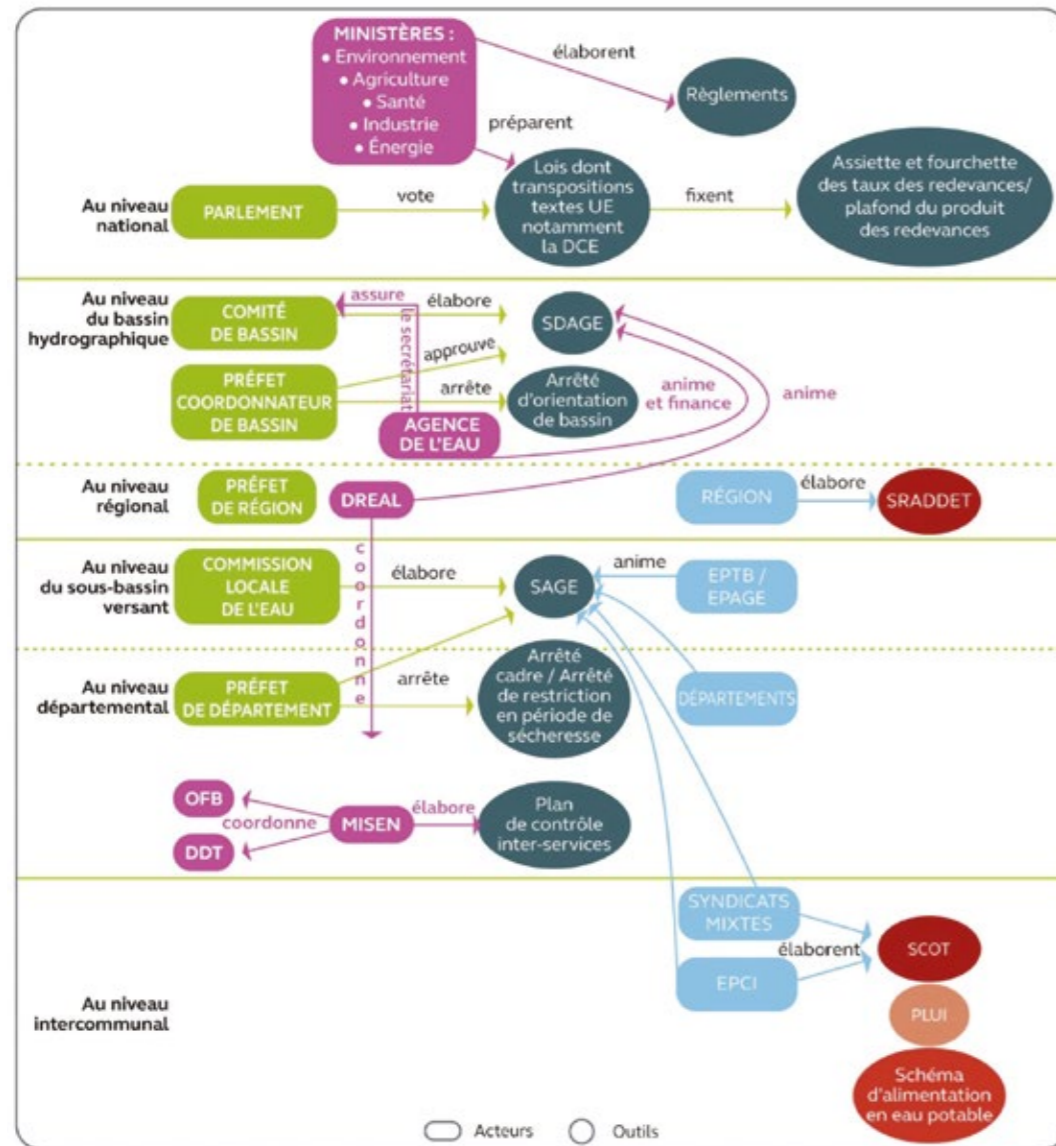 MINISTÈRES :
● Environnement
● Agriculture
● Santé
● Industrie
● Énergie
élaborent
Règlements
préparent
Au niveau
national
PARLEMENT
vote
Lois dont
transpositions
textes UE
notamment
la DCE
fixent
Assiette et fourchette
des taux des redevances/
plafond du produit
des redevances
Au niveau
du bassin
hydrographique
COMITÉ
DE BASSIN
assure
le secrétariat
élabore
SDAGE
PRÉFET
COORDONNATEUR
DE BASSIN
approuve
arrête
Arrêté
d'orientation
de bassin
AGENCE
DE L'EAU
anime
et finance
anime
Au niveau
régional
PRÉFET
DE RÉGION
DREAL
RÉGION
élabore
SRADDET
coordonne
Au niveau
du sous-bassin
versant
COMMISSION
LOCALE
DE L'EAU
élabore
SAGE
anime
EPTB /
EPAGE
Au niveau
départemental
PRÉFET
DE DÉPARTEMENT
arrête
Arrêté
cadre / Arrêté
de restriction
en période de
sécheresse
DÉPARTEMENTS
OFB
coordonne
DDT
MISEN
élabore
Plan
de contrôle
inter-services
Au niveau
intercommunal
SYNDICATS
MIXTES
élaborent
EPCI
SCOT
PLUI
Schéma
d'alimentation
en eau potable
Acteurs
Outils